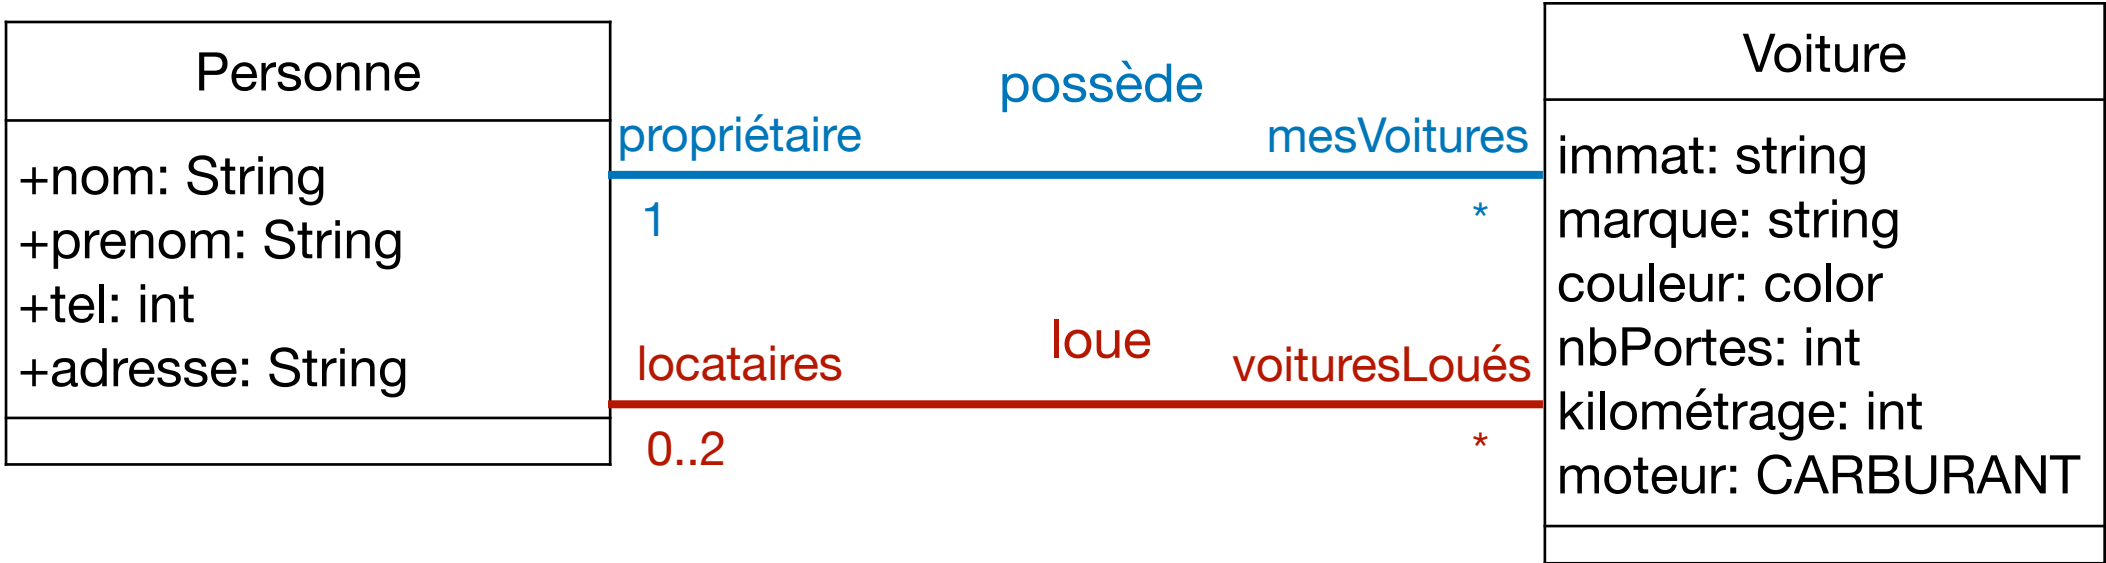 Personne
+nom: String
+prenom: String
+tel: int
+adresse: String
possède
propriétaire
mesVoitures
1
*
loue
locataires
voituresLoués
0..2
*
Voiture
immat: string
marque: string
couleur: color
nbPortes: int
kilométrage: int
moteur: CARBURANT